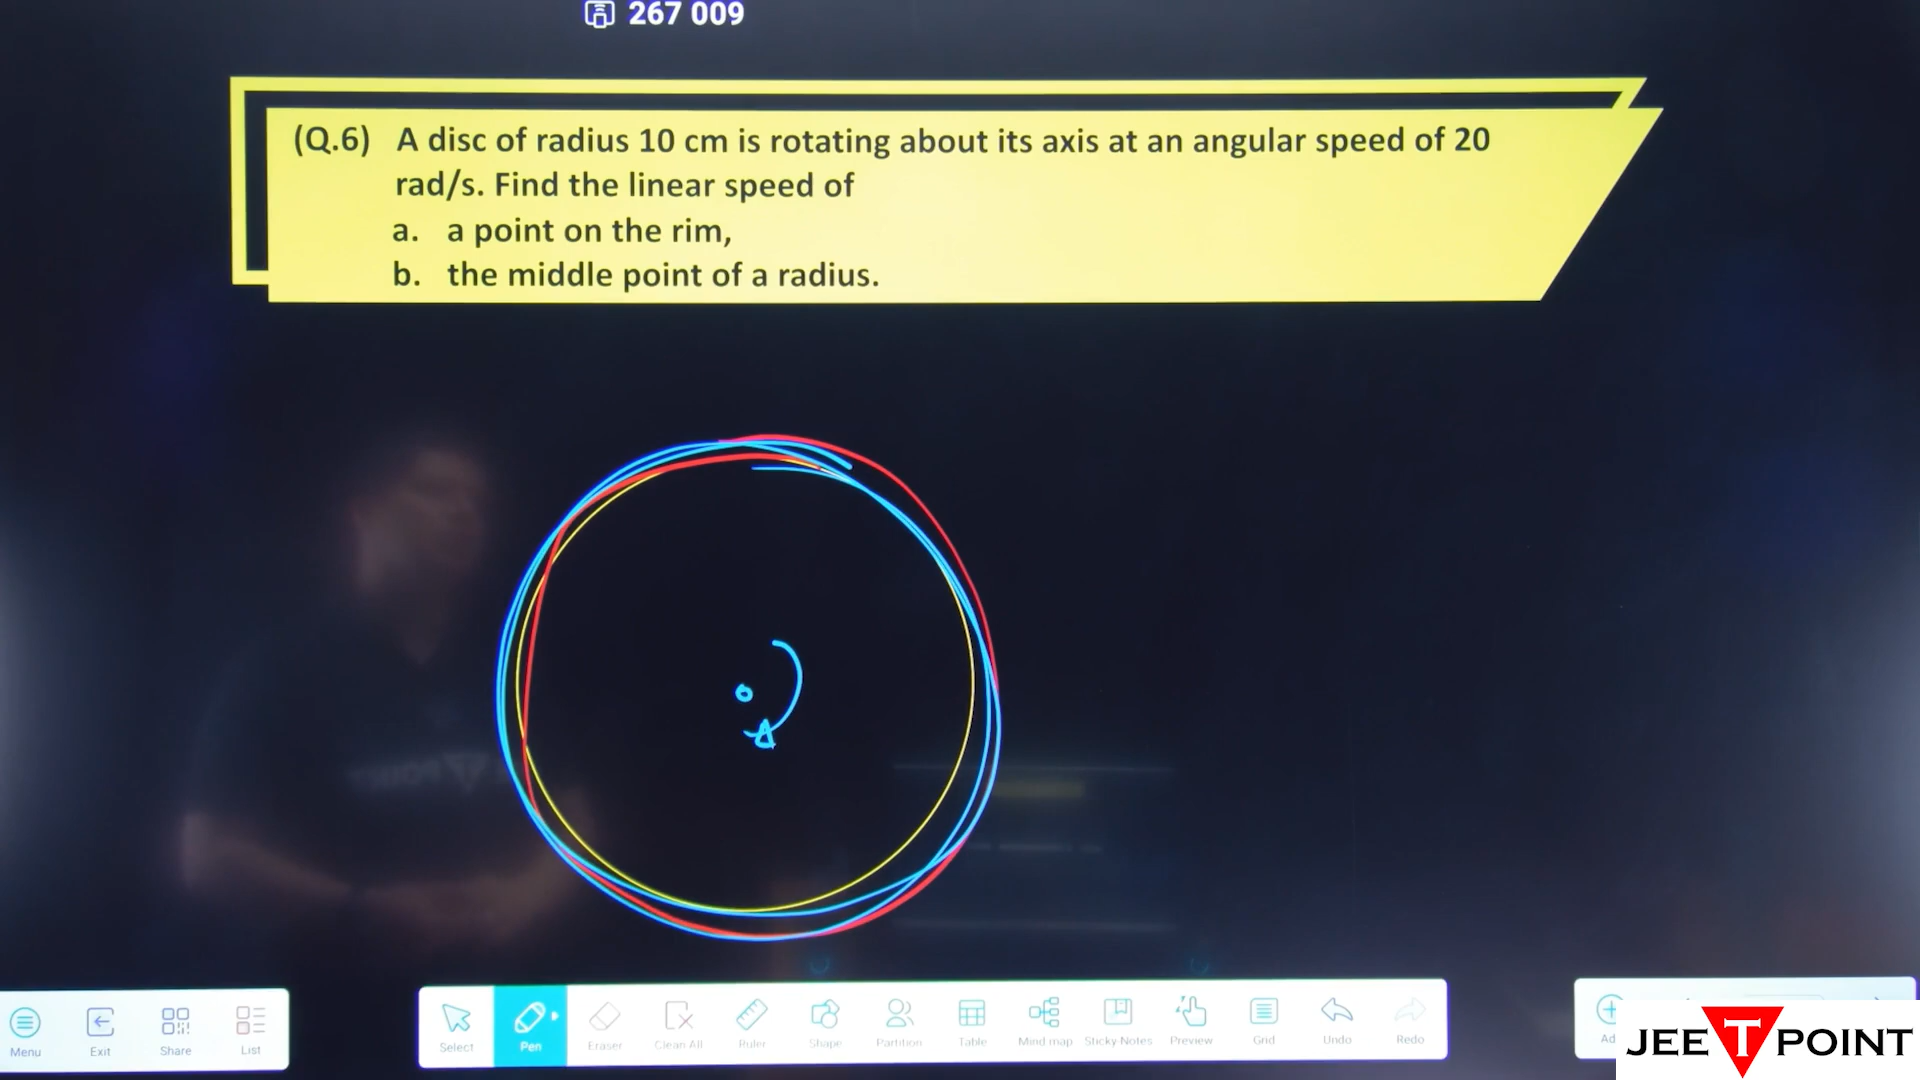 267 009
(Q.6) A disc of radius 10 cm is rotating about its axis at an angular speed of 20
rad/s. Find the linear speed of
a. a point on the rim,
b. the middle point of a radius.
Menu
Exit
Share
List
Select
Pen
Eraser
Clean All
Ruler
Shape
Partition
Table
Mind map
Sticky Notes
Preview
Grid
Undo
Redo
JEE T POINT